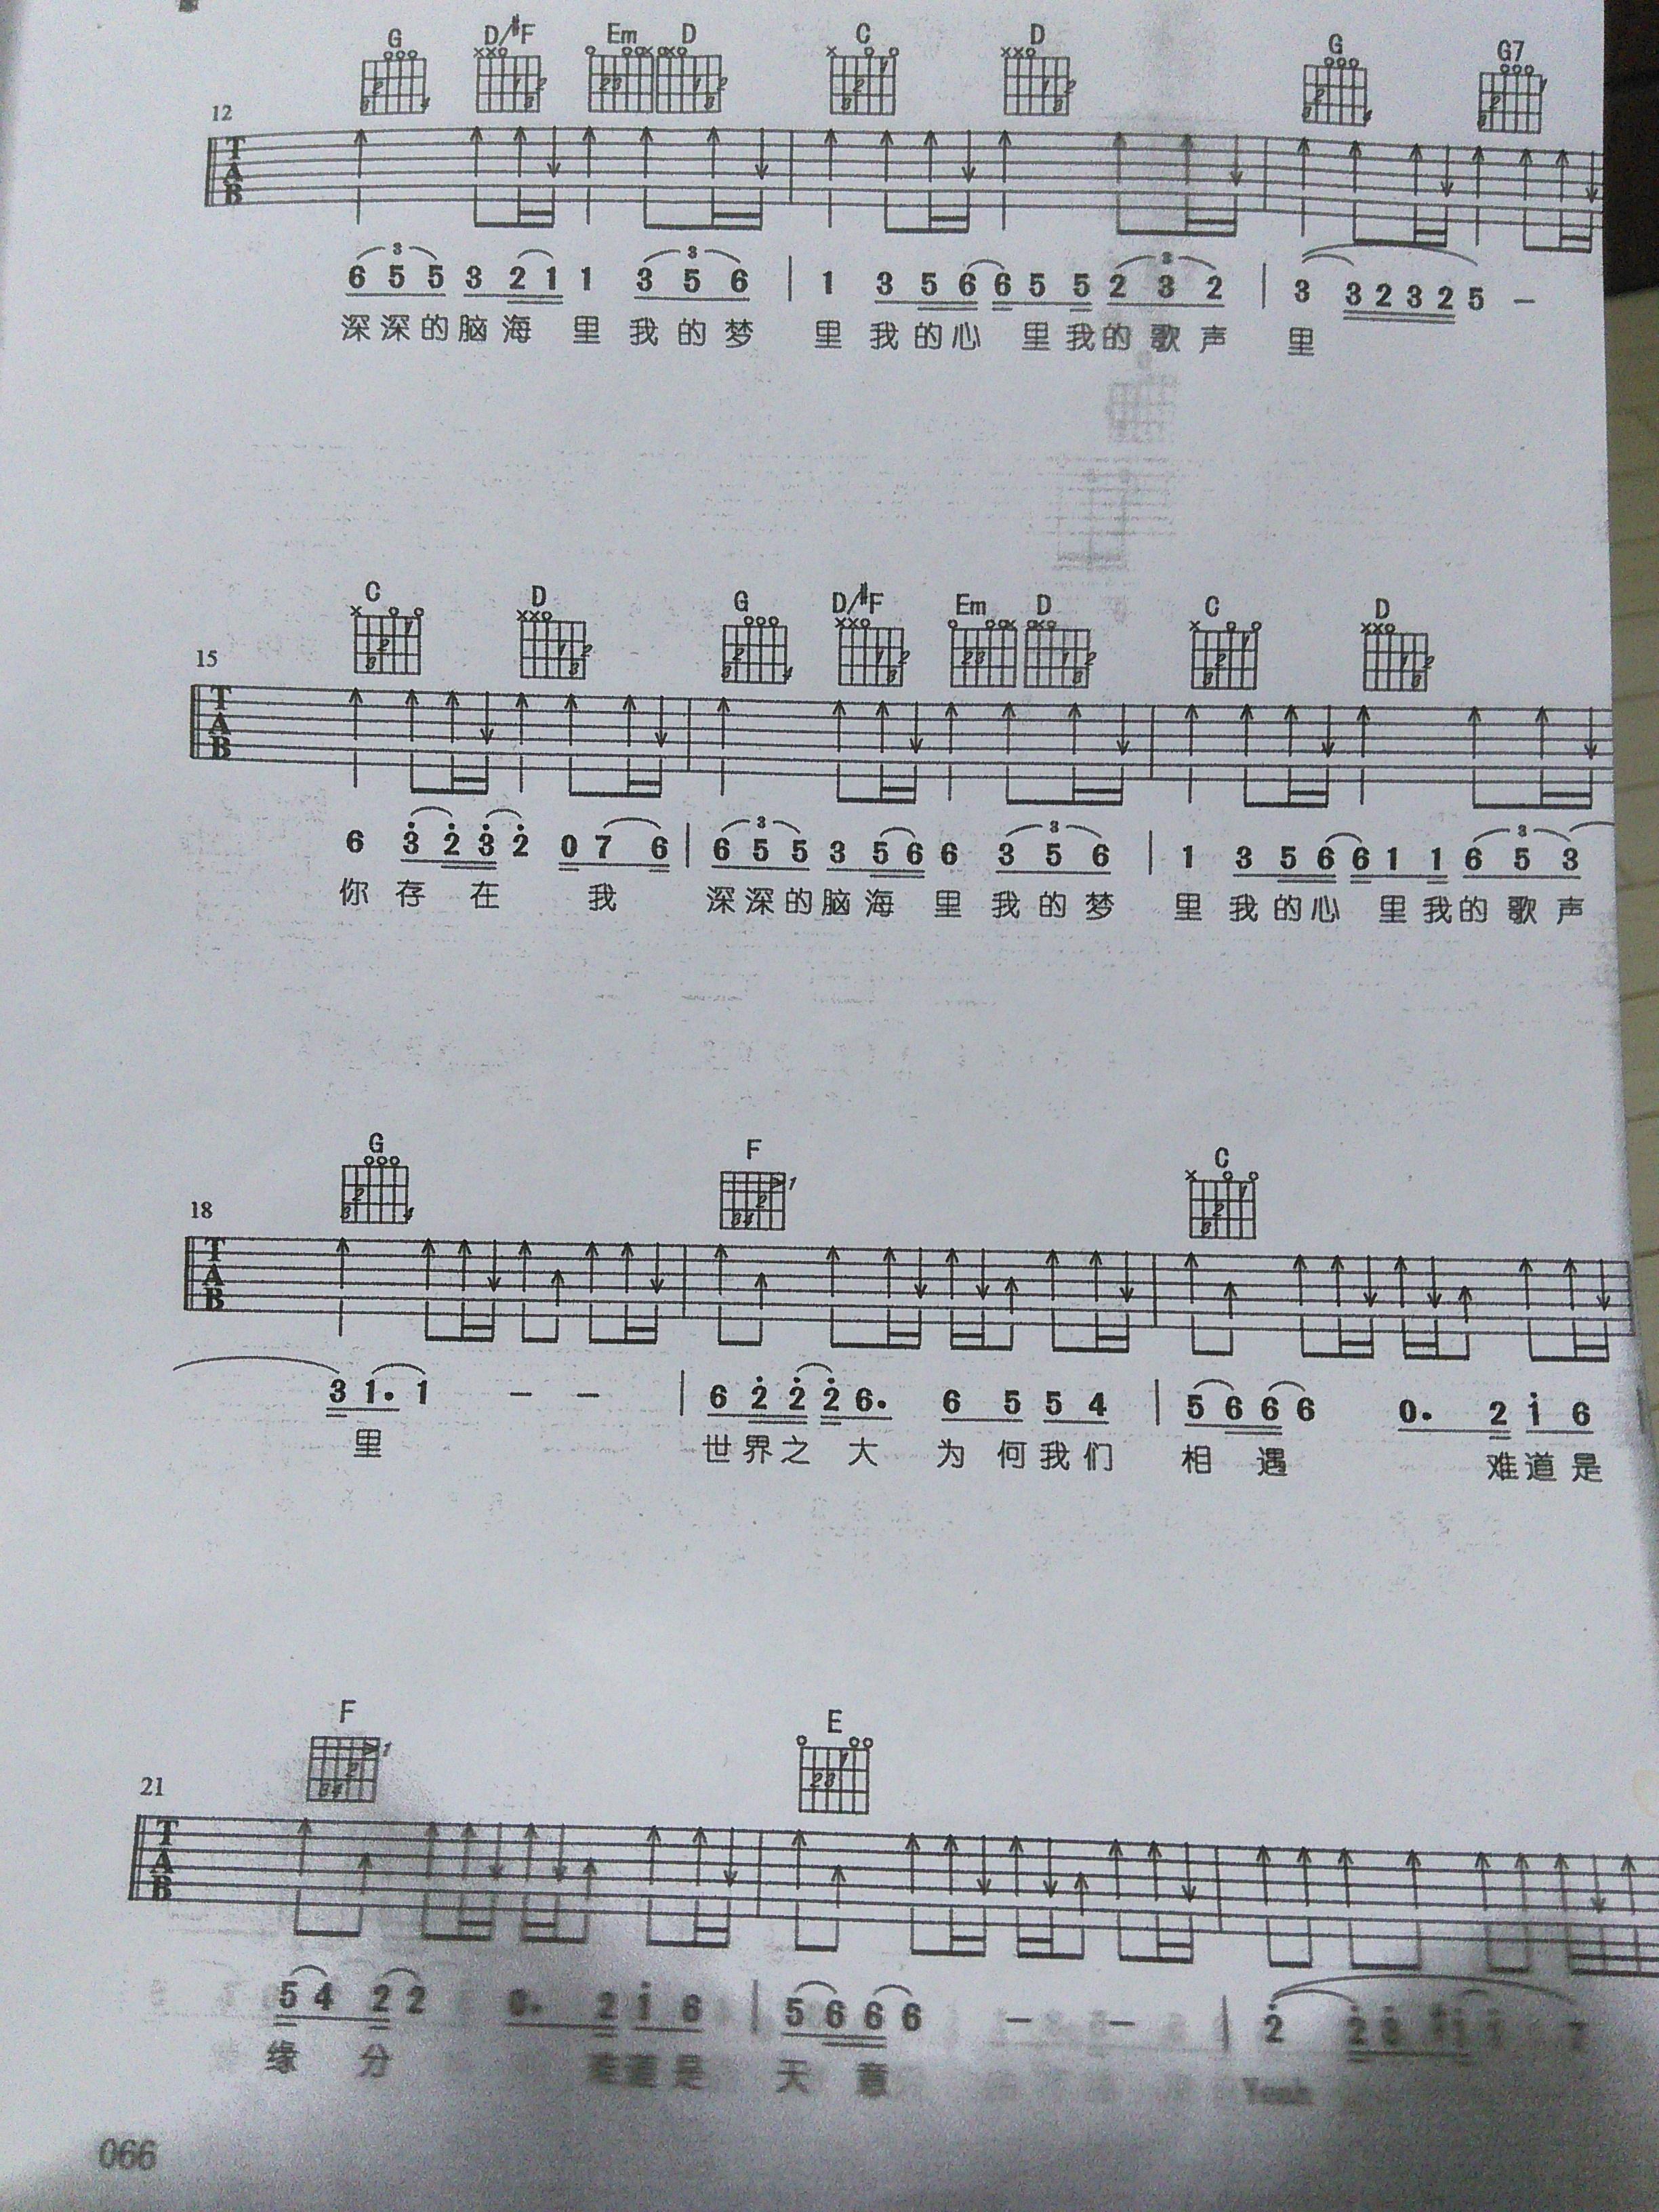 G D/#F Em D C D G G7
12
T
A
B
3 3 3
6 5 5 3 2 1 1 3 5 6 | 1 3 5 6 6 5 5 2 3 2 | 3 3 2 3 2 5 –
深深的脑海 里 我的梦 里 我的心 里我的歌声 里
C D G D/#F Em D C D
15
T
A
B
3 3 3
6 3 2 3 2 0 7 6 | 6 5 5 3 5 6 6 3 5 6 | 1 3 5 6 6 1 1 6 5 3
你 存 在 我 深深的脑海 里 我的梦 里 我的心 里我的歌声
G F C
18
T
A
B
3 1. 1 – – | 6 2 2 2 6. 6 5 5 4 | 5 6 6 6 0. 2 1 6
里 世界之 大 为 何我们 相 遇 难道是
F E
21
T
A
B
5 4 2 2 0. 2 1 6 | 5 6 6 6 – – | 2
缘 分 难道是 天 意 Yeah
066